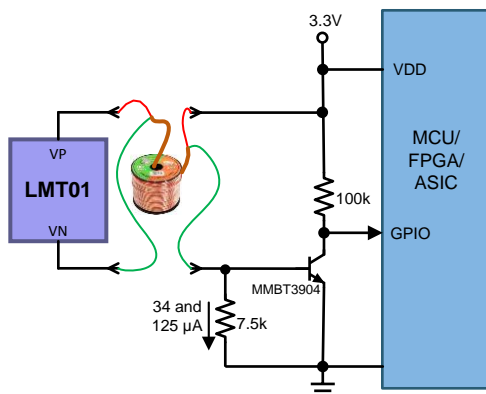 3.3V
VDD
MCU/
FPGA/
ASIC
VP
LMT01
VN
100k
GPIO
MMBT3904
34 and
125 µA
7.5k